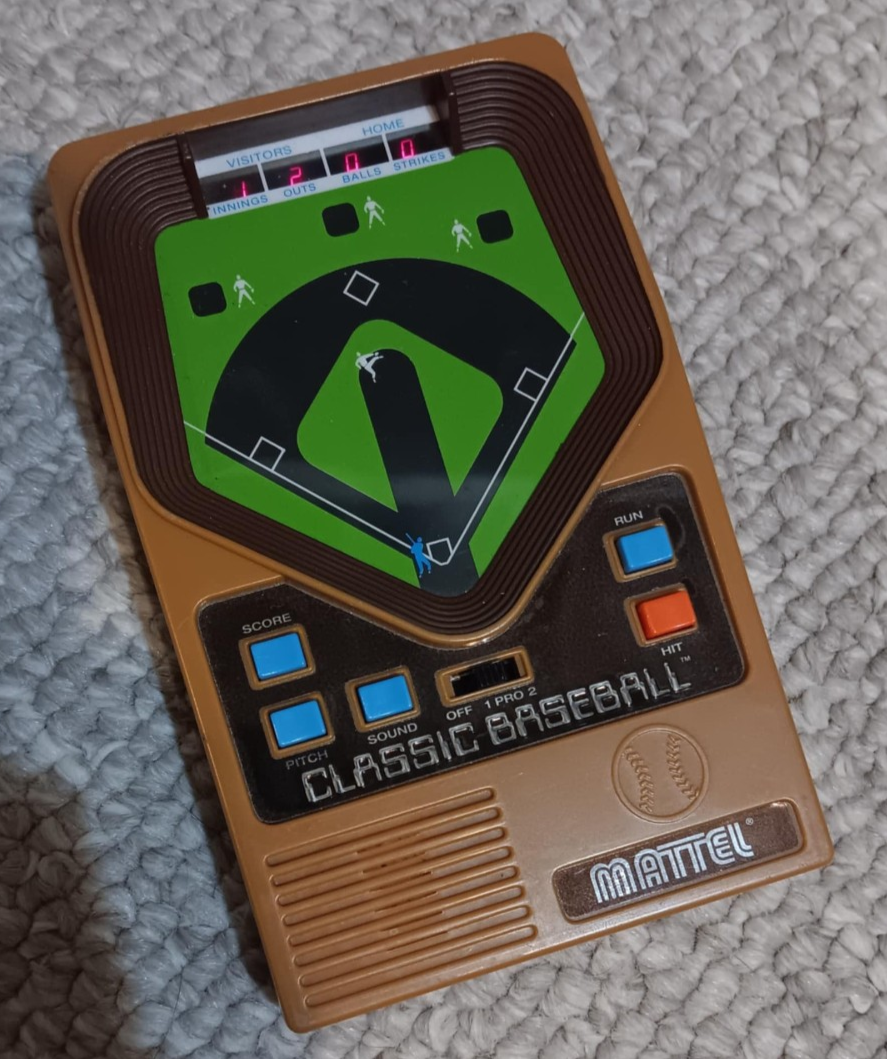 VISITORS HOME
1 2 0 0
INNINGS OUTS BALLS STRIKES
RUN
HIT
SCORE
PITCH
SOUND
OFF 1 PRO 2
CLASSIC BASEBALL™
MATTEL®